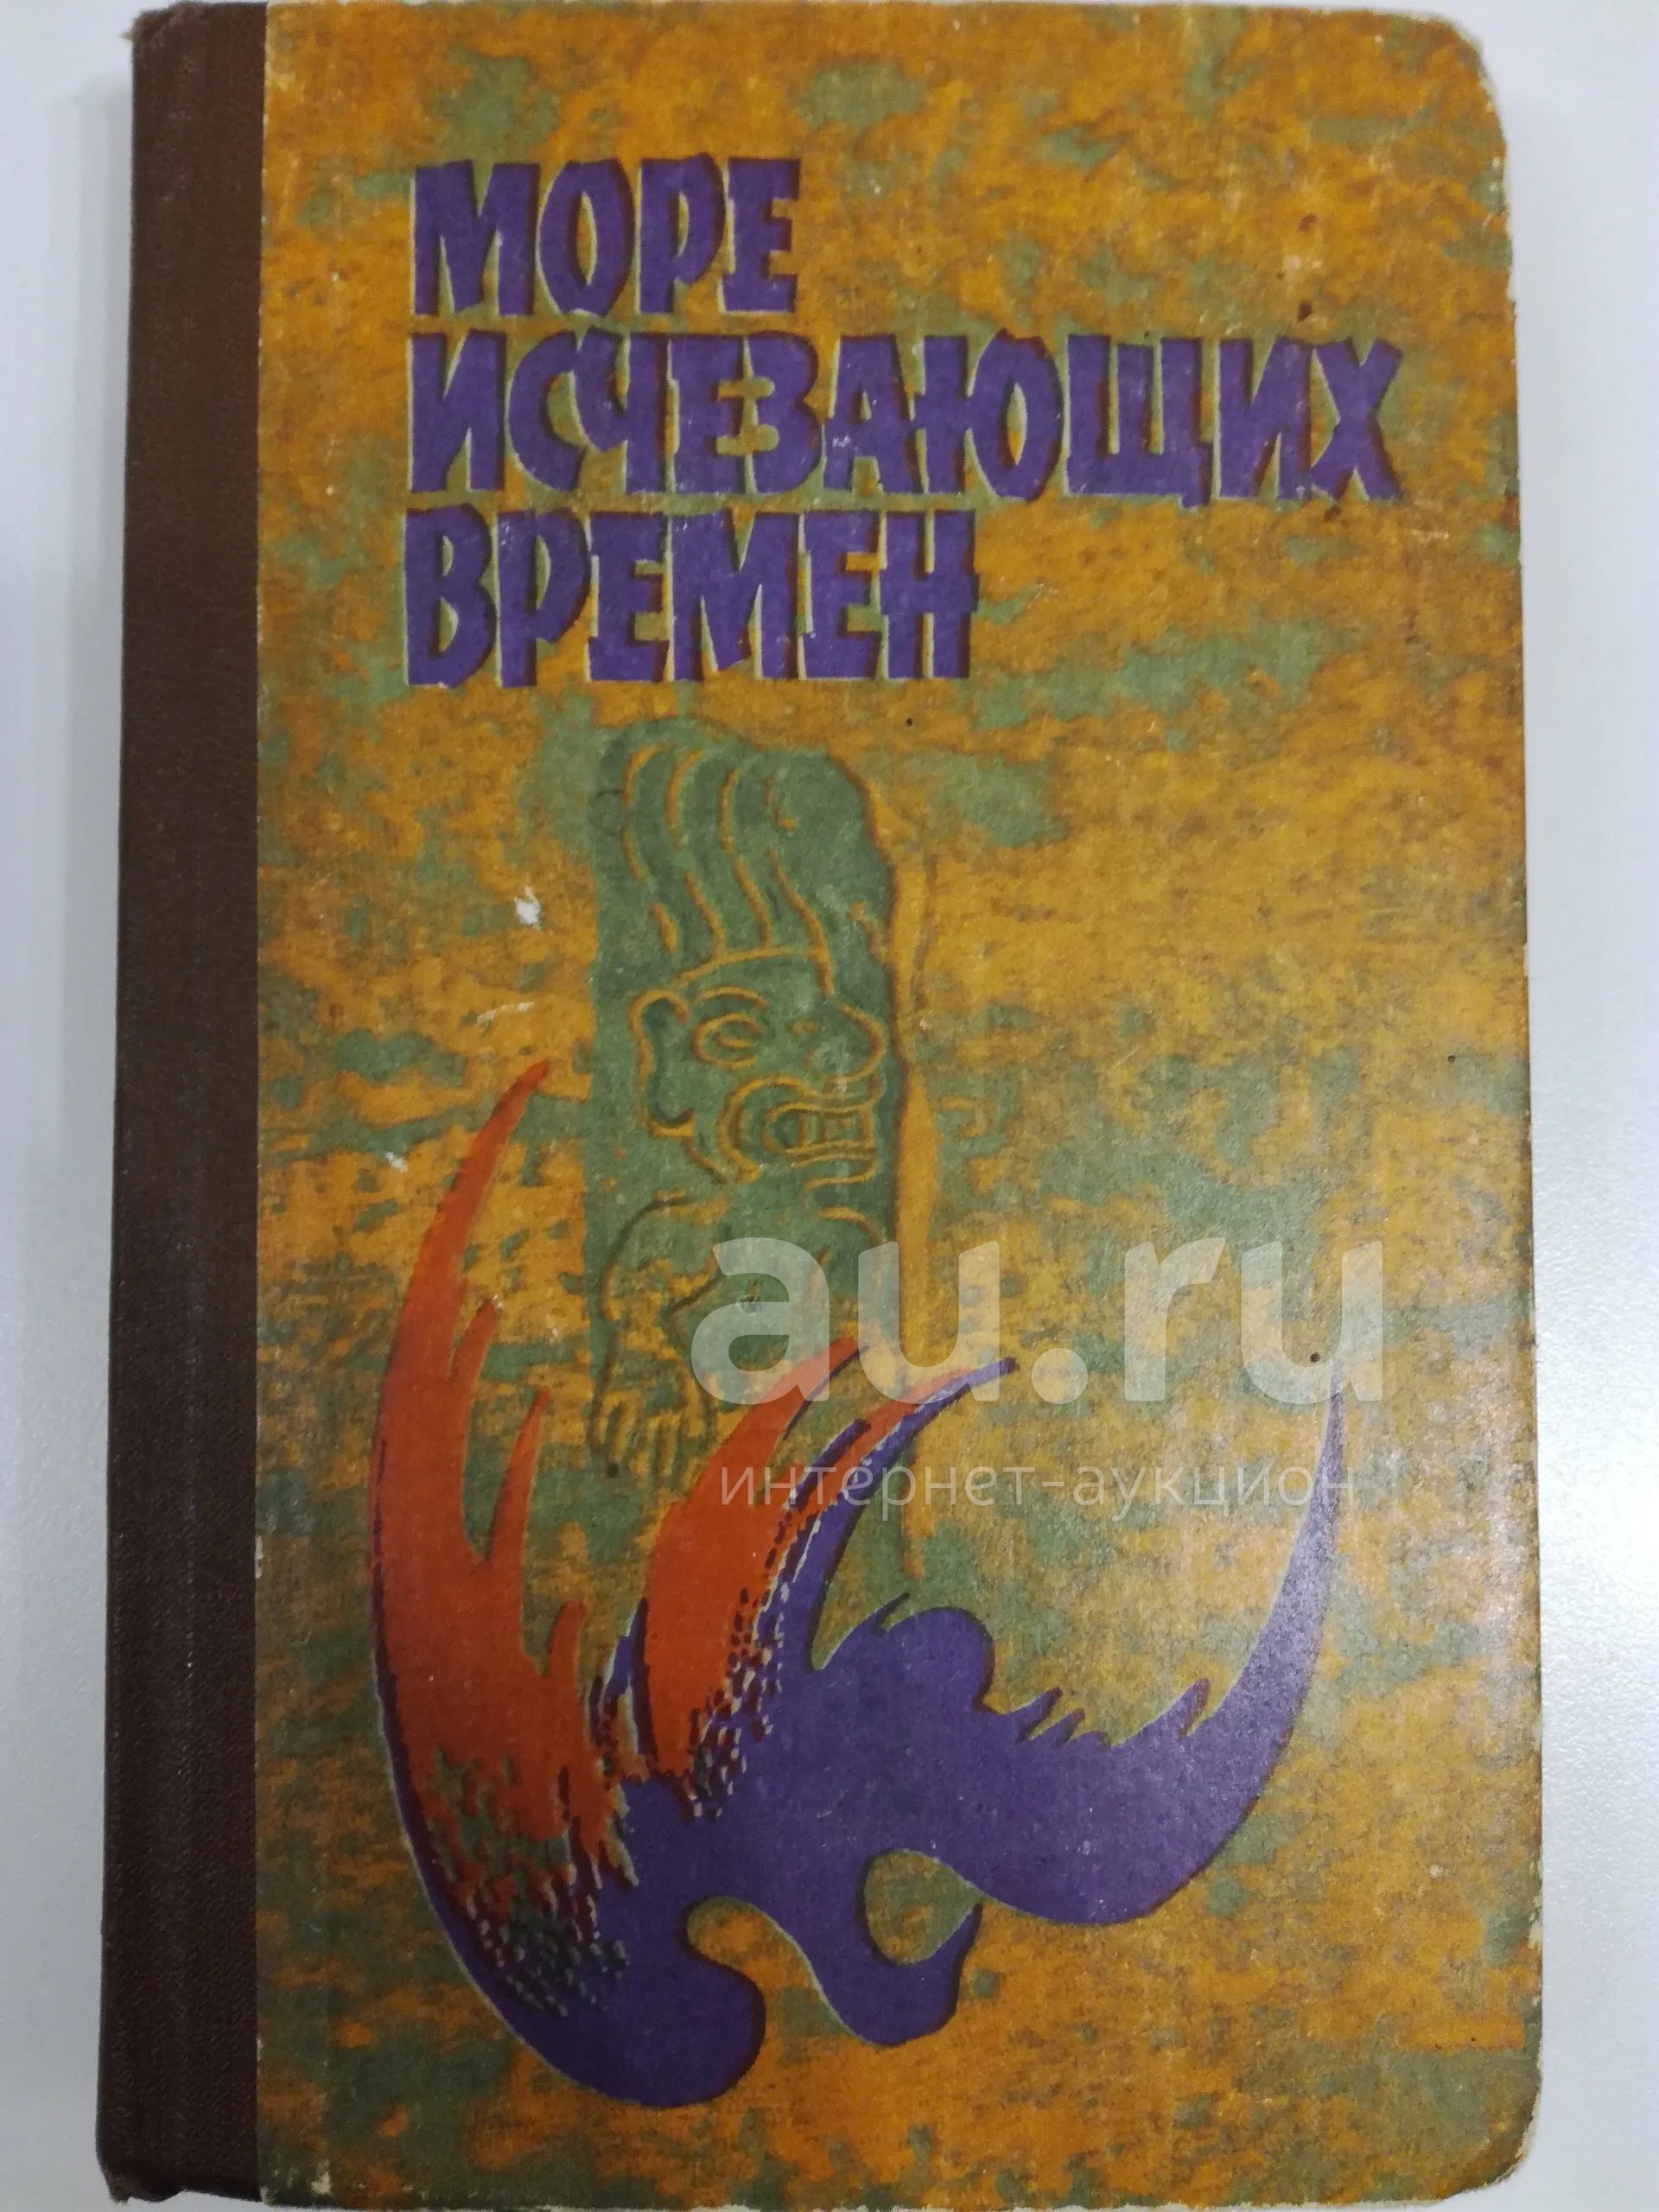 МОРЕ
ИСЧЕЗАЮЩИХ
ВРЕМЕН
au.ru
интернет-аукцион